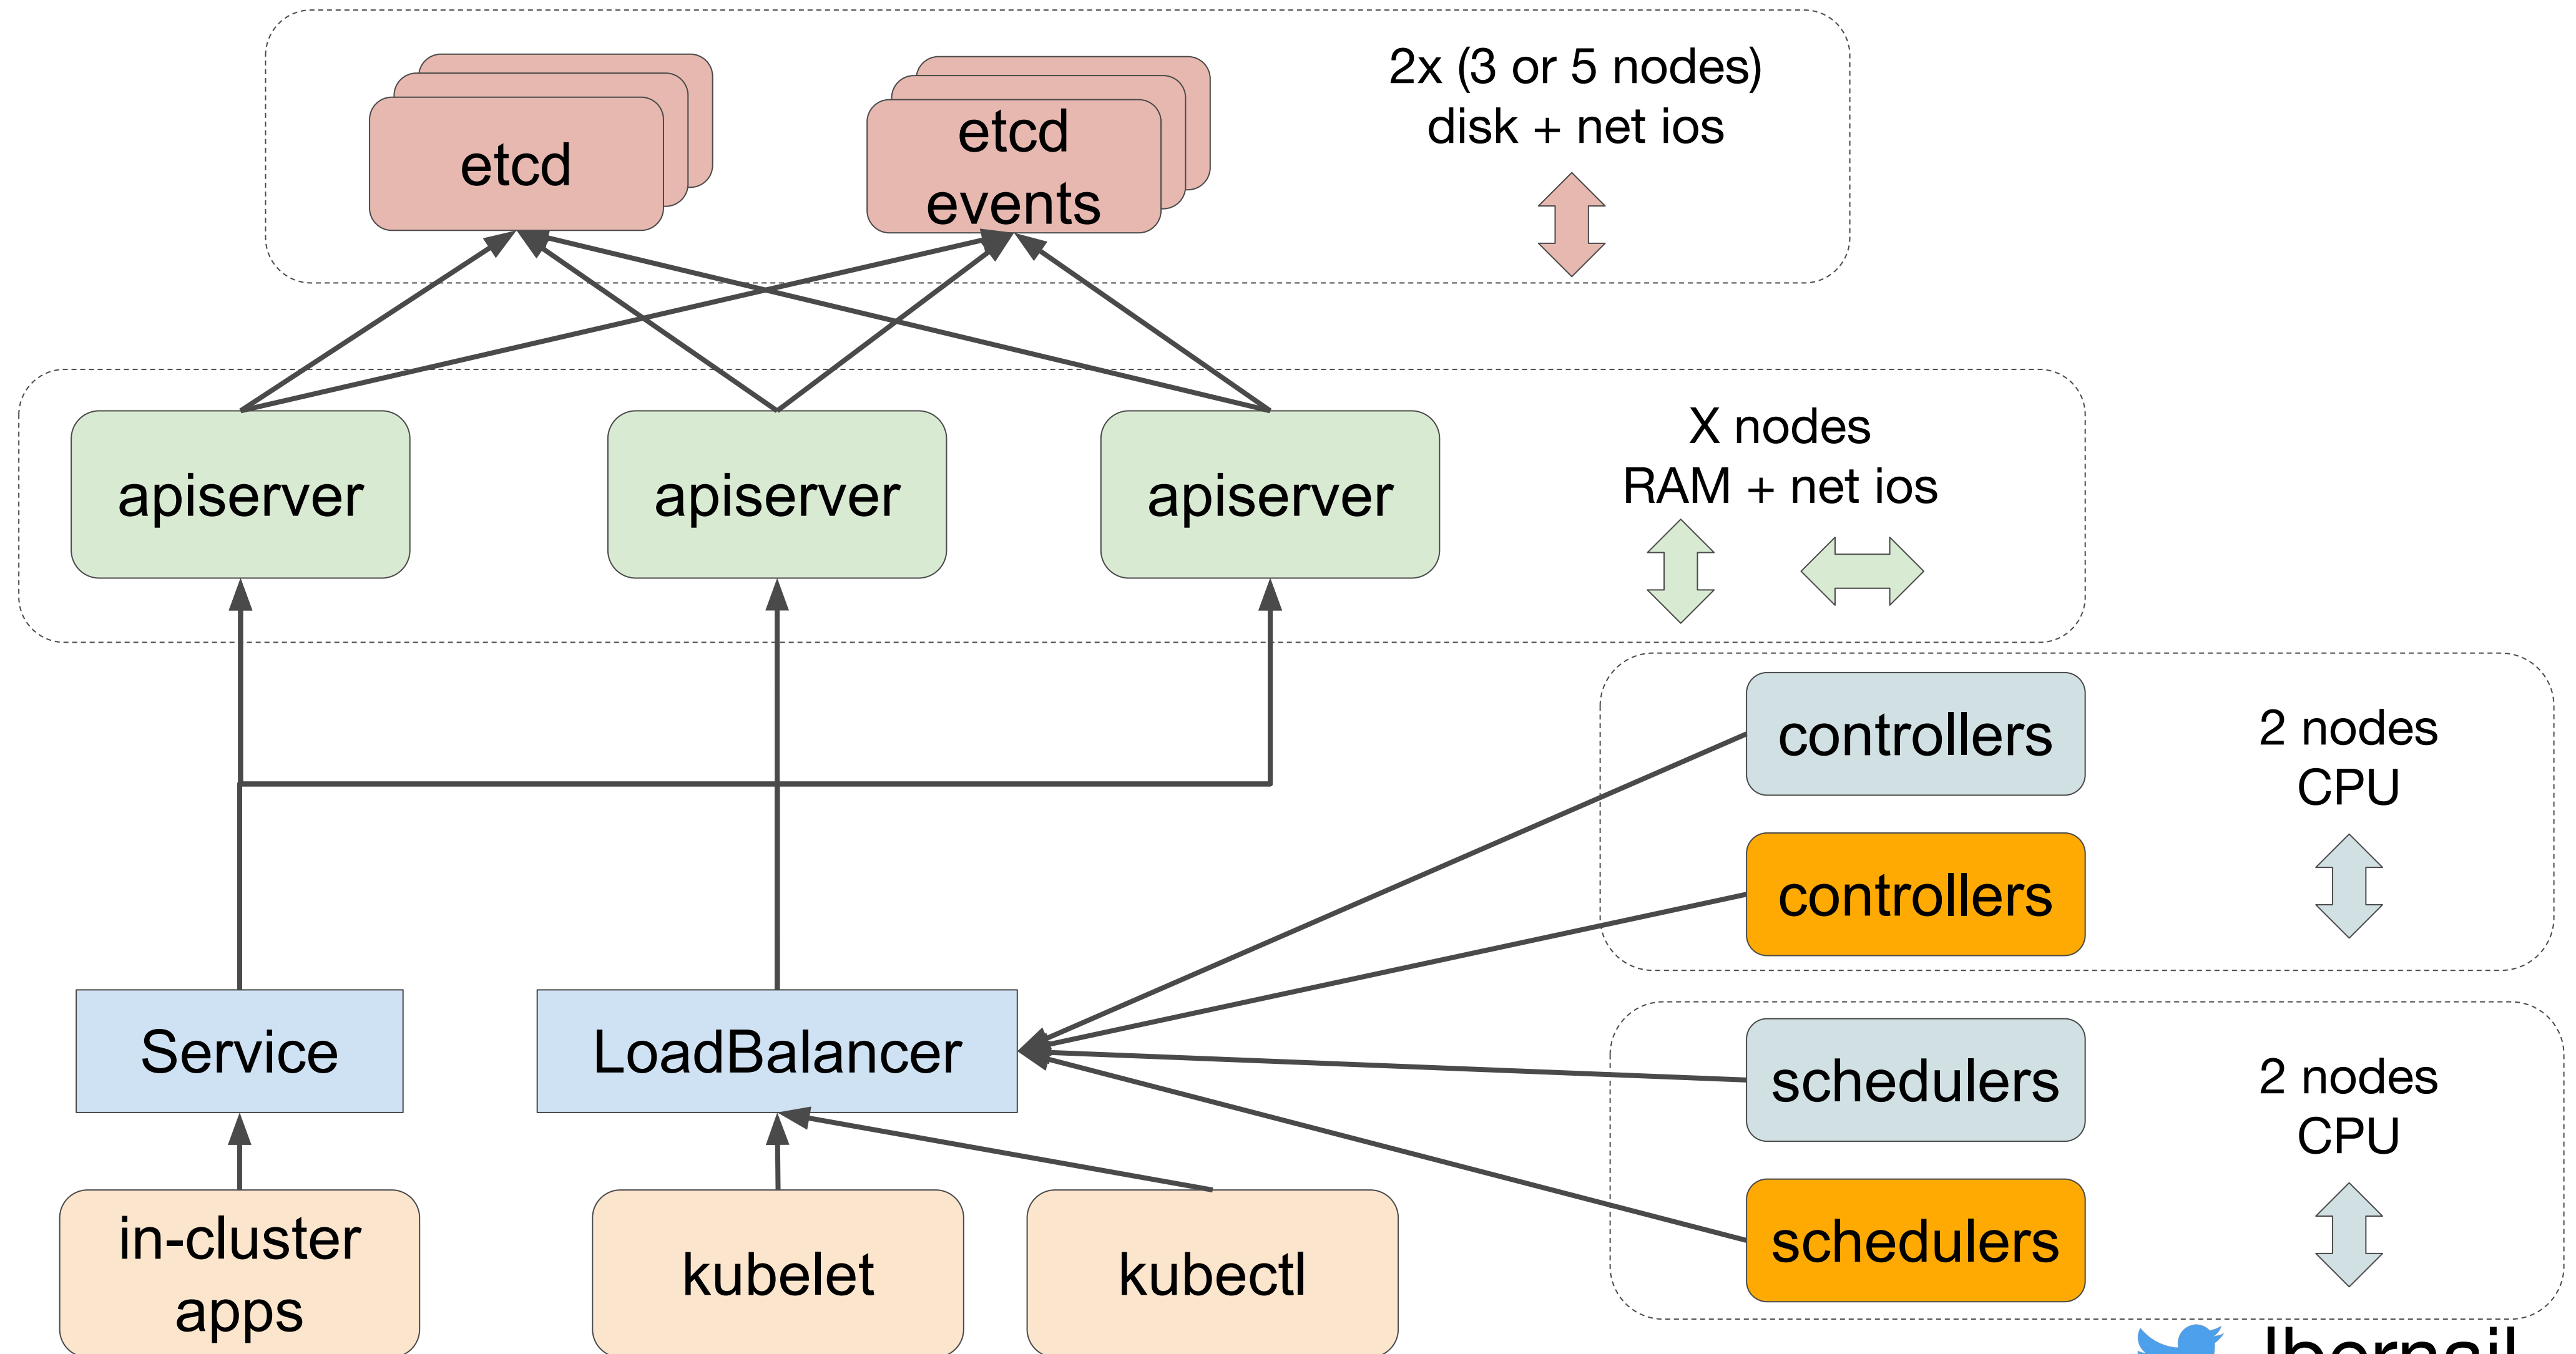 etcd
etcd
events
2x (3 or 5 nodes)
disk + net ios
apiserver
apiserver
apiserver
X nodes
RAM + net ios
controllers
2 nodes
CPU
controllers
Service
LoadBalancer
schedulers
2 nodes
CPU
schedulers
in-cluster
apps
kubelet
kubectl
lbernail